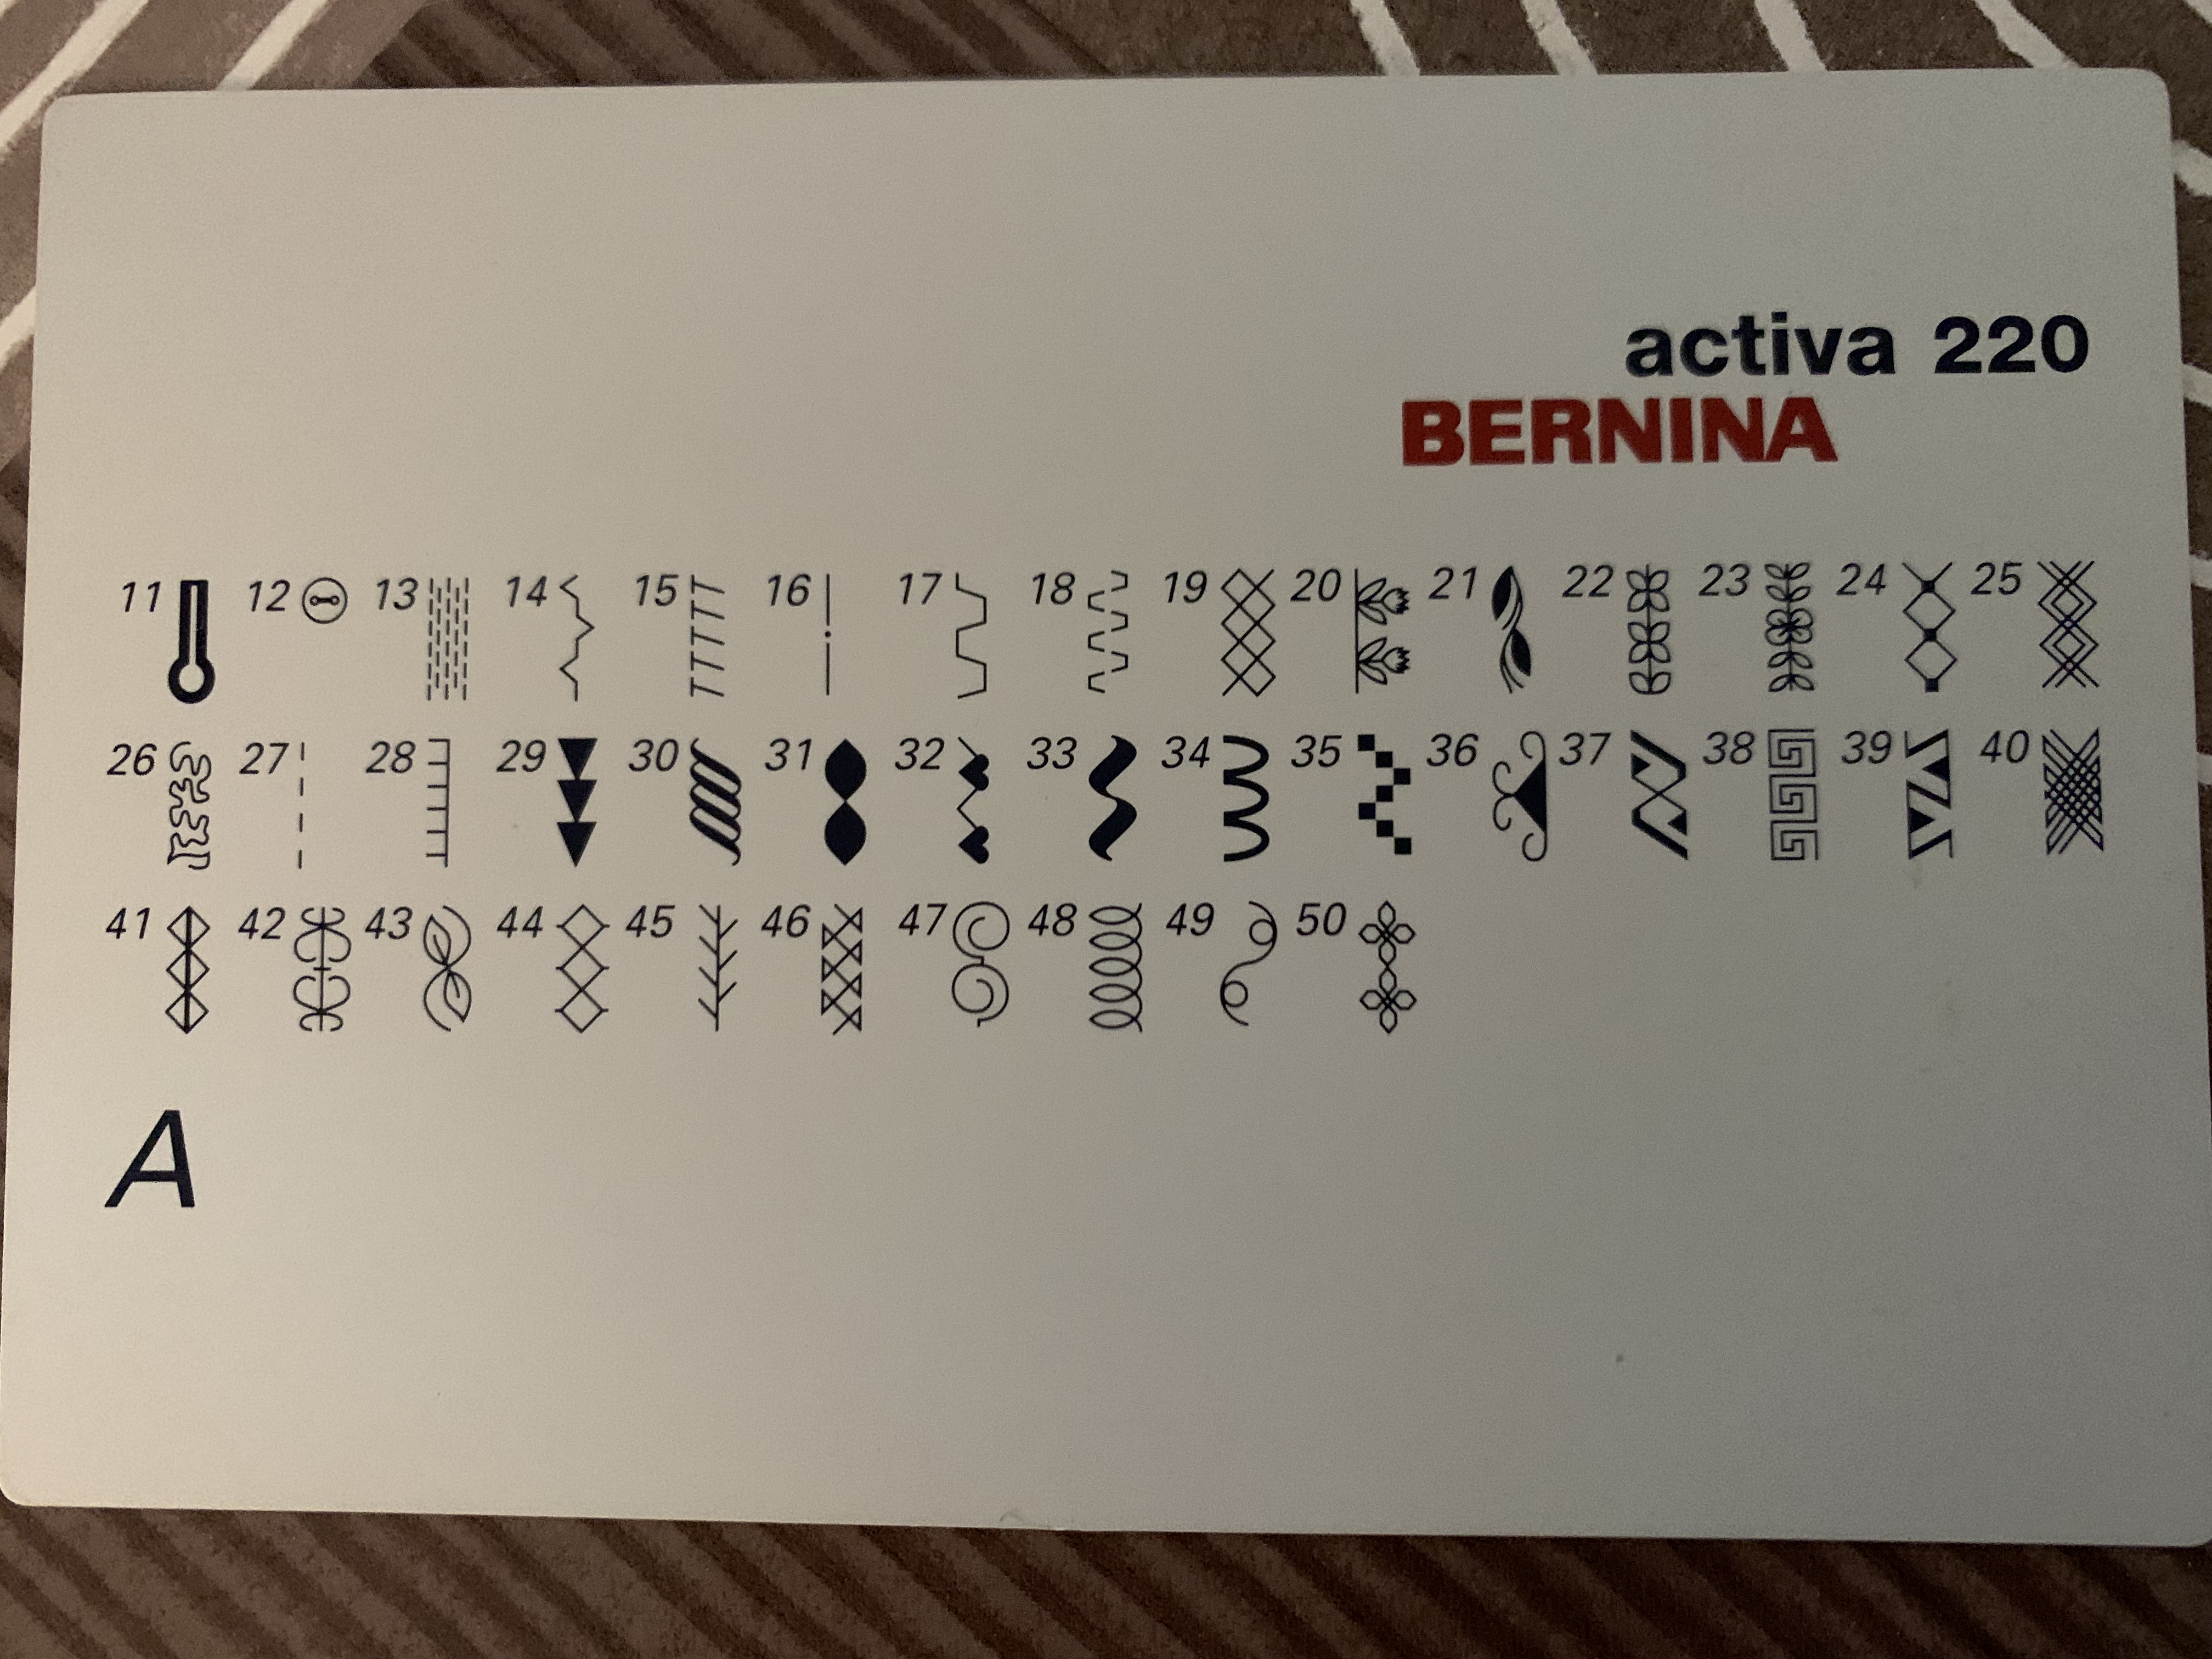 activa 220
BERNINA
11 12 13 14 15 16 17 18 19 20 21 22 23 24 25
26 27 28 29 30 31 32 33 34 35 36 37 38 39 40
41 42 43 44 45 46 47 48 49 50
A